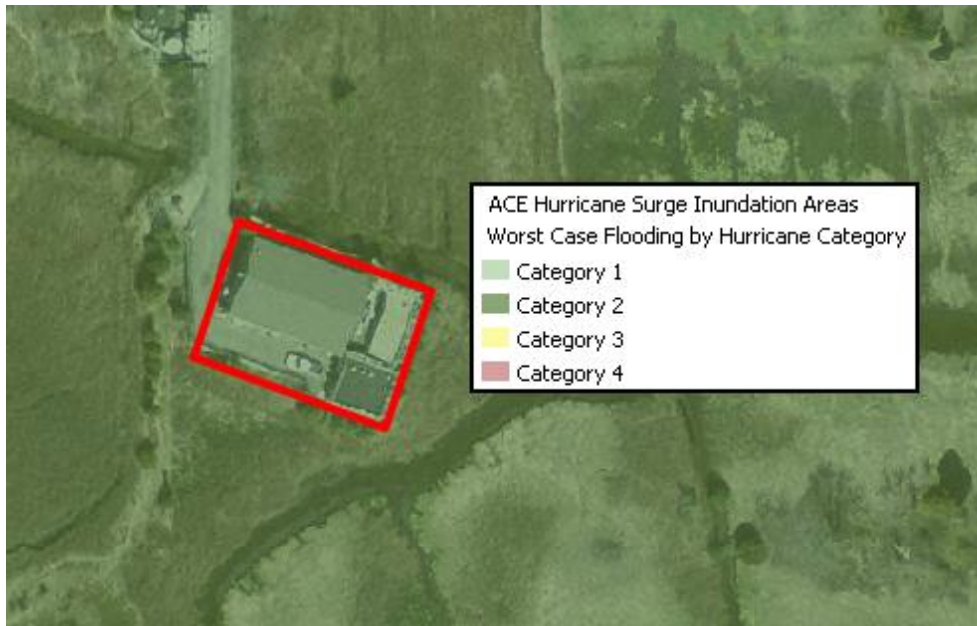 ACE Hurricane Surge Inundation Areas
Worst Case Flooding by Hurricane Category
Category 1
Category 2
Category 3
Category 4